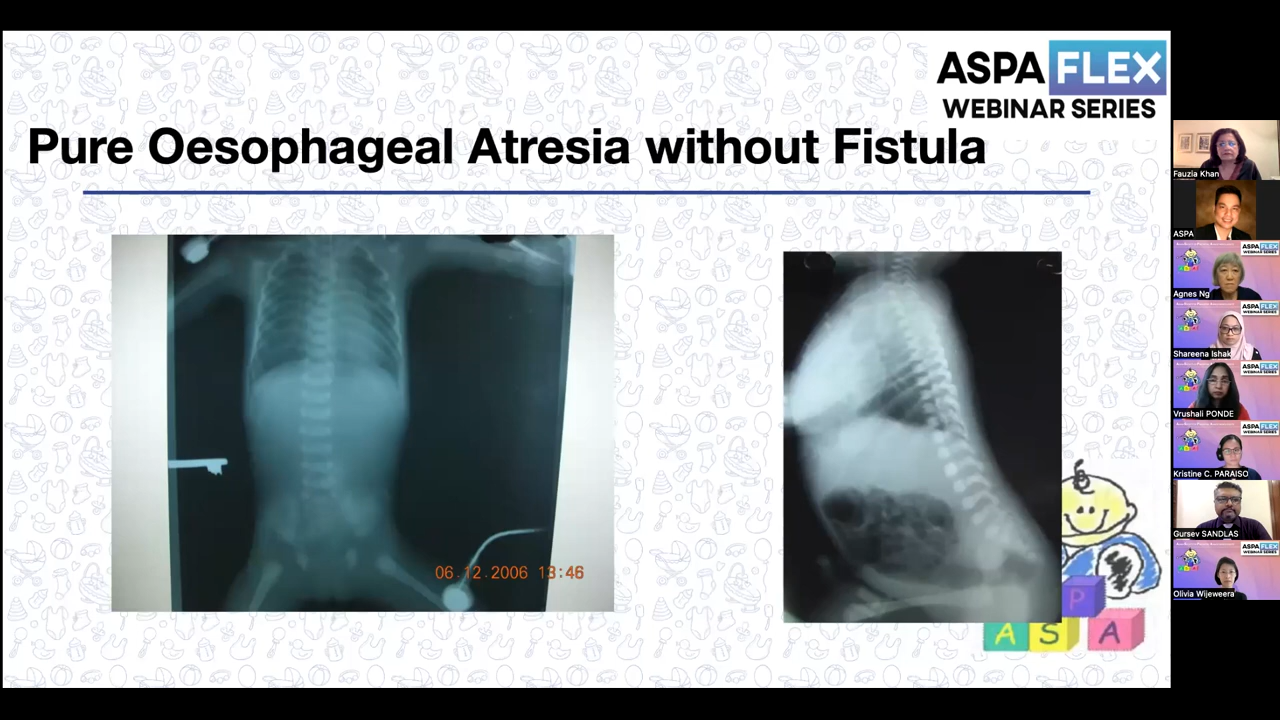 ASPA FLEX
WEBINAR SERIES
Pure Oesophageal Atresia without Fistula
06.12.2006 13:46
P
A S A
Fauzia Khan
ASPA
Agnes Ng
Shareena Ishak
Vrushali PONDE
Kristine C. PARAISO
Gursev SANDLAS
Olivia Wijeweera